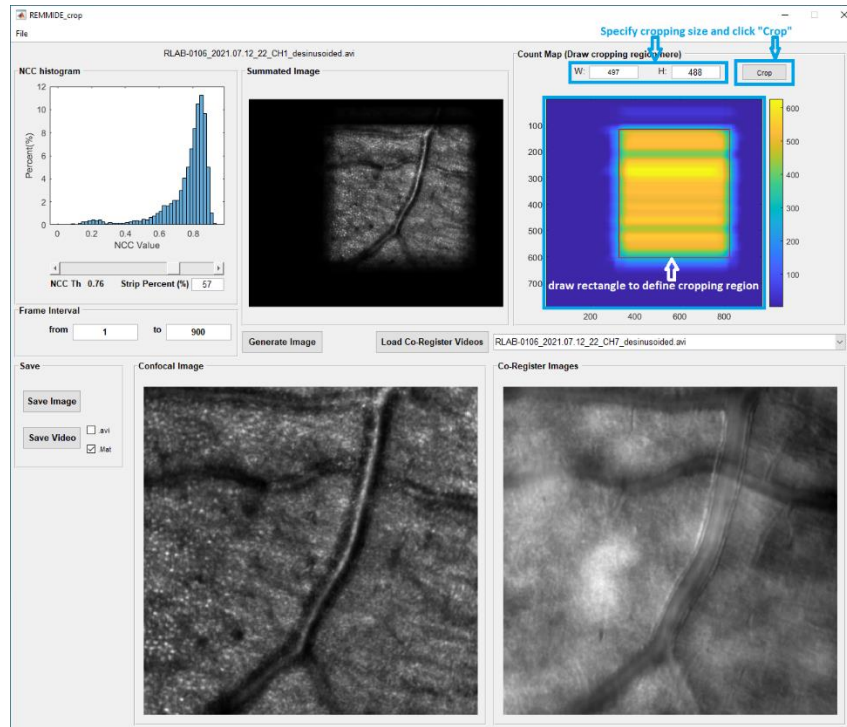 REMMIDE_crop
File
Specify cropping size and click "Crop"
RLAB-0106_2021.07.12_22_CH1_desinusoided.avi
Count Map (Draw cropping region here)
W: 497 H: 488 Crop
NCC histogram
Summated Image
12
10
8
6
4
2
0
Percent(%)
0 0.2 0.4 0.6 0.8
NCC Value
NCC Th 0.76 Strip Percent (%) 57
100
200
300
400
500
600
700
200 400 600 800
600
500
400
300
200
100
draw rectangle to define cropping region
Frame Interval
from 1 to 900
Generate Image
Load Co-Register Videos
RLAB-0106_2021.07.12_22_CH7_desinusoided.avi
Save
Save Image
Save Video
.avi
.Mat
Confocal Image
Co-Register Images